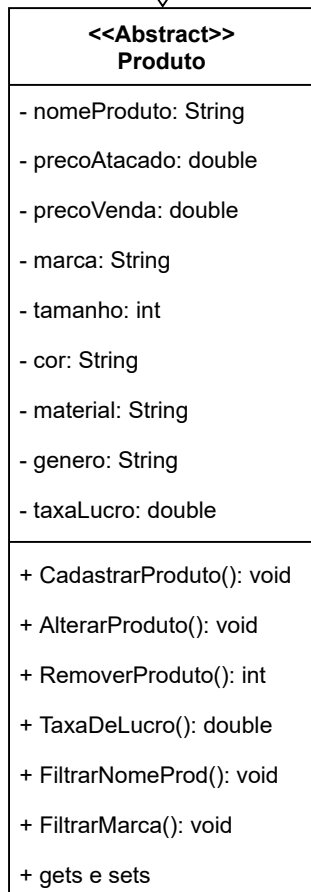 <<Abstract>>
Produto
- nomeProduto: String
- precoAtacado: double
- precoVenda: double
- marca: String
- tamanho: int
- cor: String
- material: String
- genero: String
- taxaLucro: double
+ CadastrarProduto(): void
+ AlterarProduto(): void
+ RemoverProduto(): int
+ TaxaDeLucro(): double
+ FiltrarNomeProd(): void
+ FiltrarMarca(): void
+ gets e sets